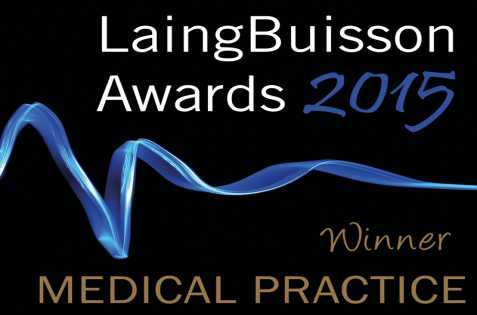 LaingBuisson
Awards 2015
Winner
MEDICAL PRACTICE